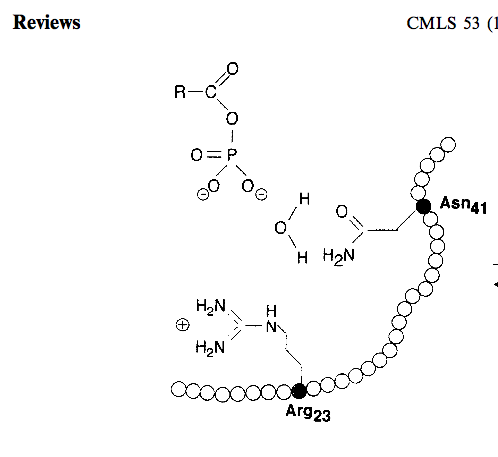 Reviews
CMLS 53 (1
R–C
O
O
O=P
O
O
H
O
H
O
H₂N
Asn41
H₂N
H
N
H₂N
Arg23